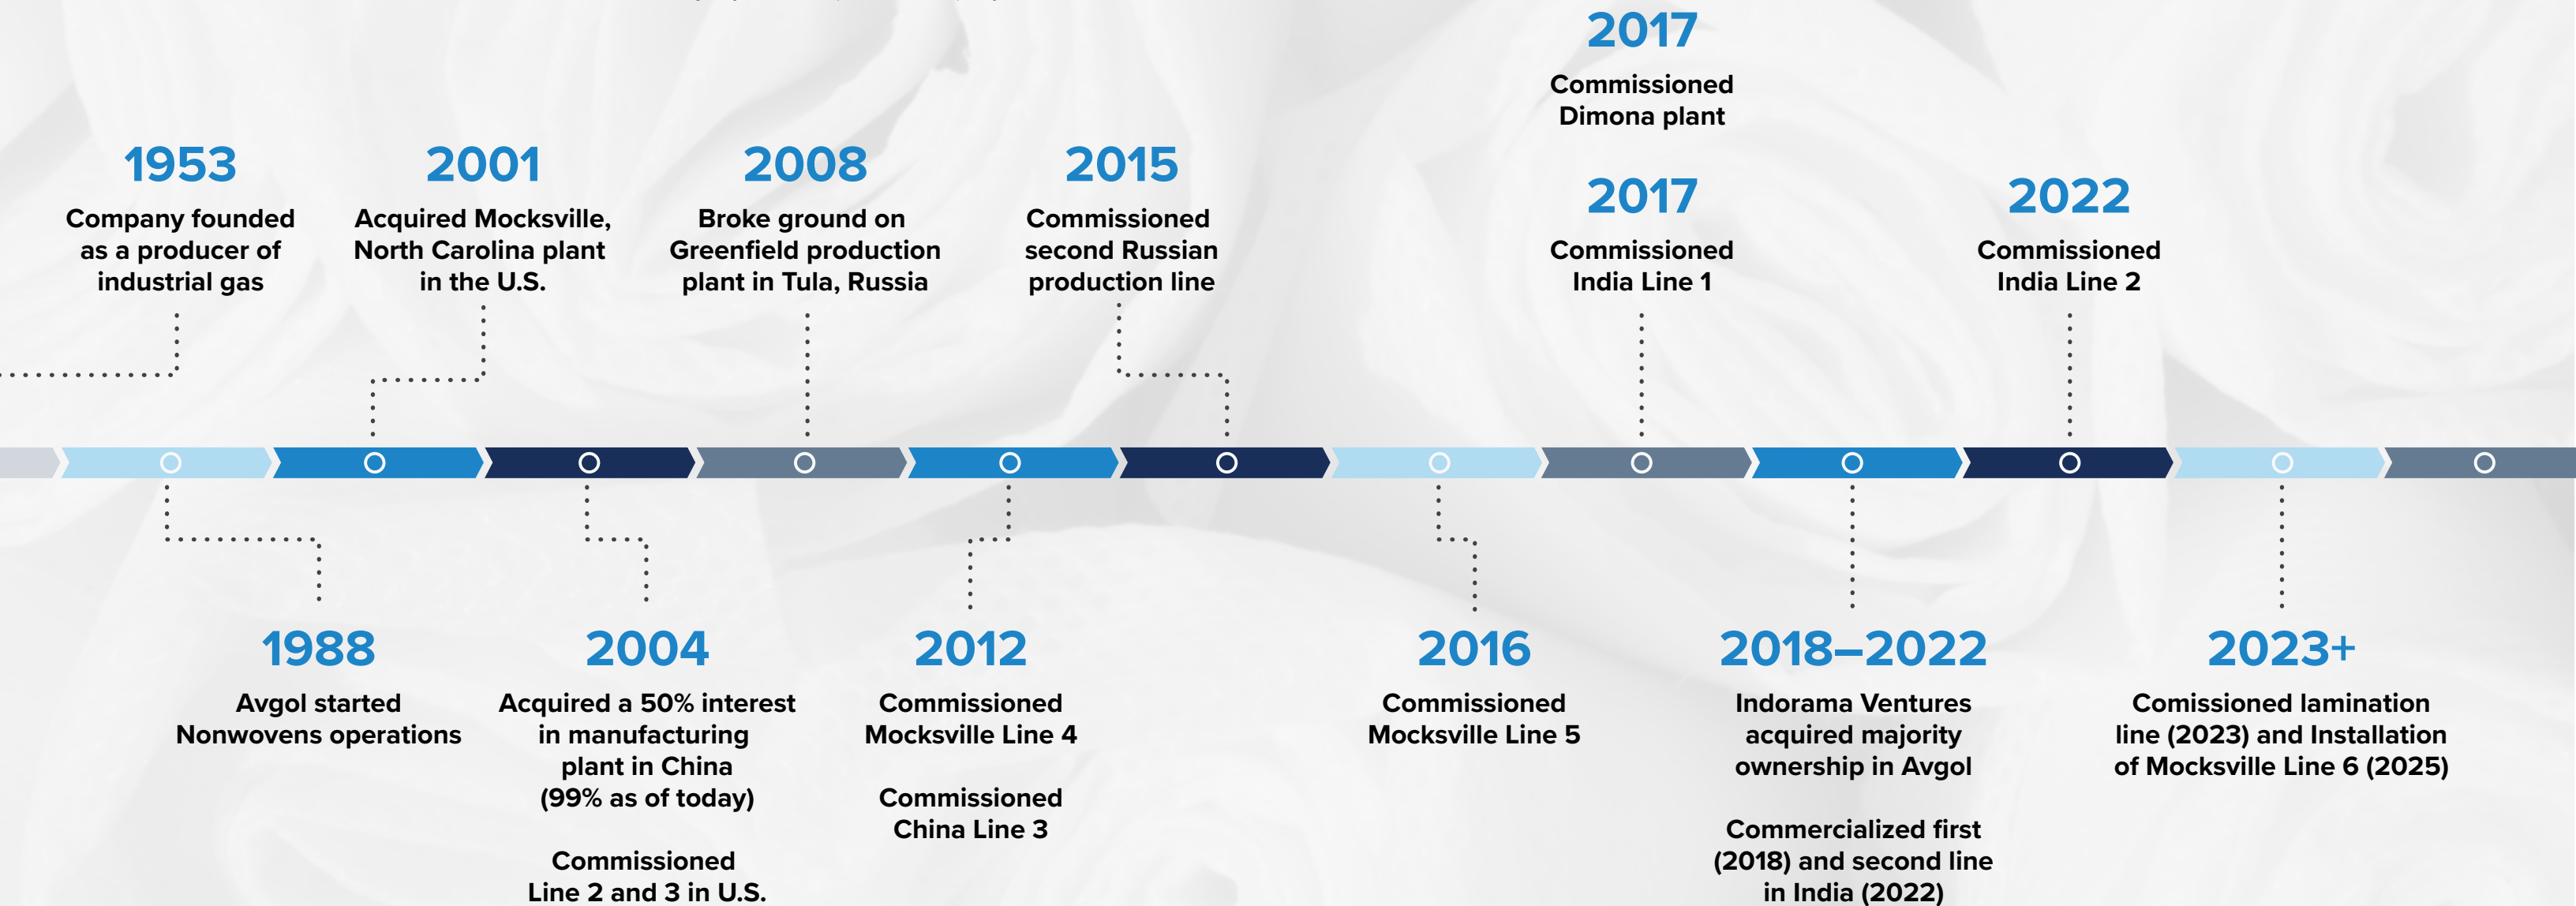 2017
Commissioned
Dimona plant
1953
Company founded
as a producer of
industrial gas
2001
Acquired Mocksville,
North Carolina plant
in the U.S.
2008
Broke ground on
Greenfield production
plant in Tula, Russia
2015
Commissioned
second Russian
production line
2017
Commissioned
India Line 1
2022
Commissioned
India Line 2
1988
Avgol started
Nonwovens operations
2004
Acquired a 50% interest
in manufacturing
plant in China
(99% as of today)
Commissioned
Line 2 and 3 in U.S.
2012
Commissioned
Mocksville Line 4
Commissioned
China Line 3
2016
Commissioned
Mocksville Line 5
2018–2022
Indorama Ventures
acquired majority
ownership in Avgol
Commercialized first
(2018) and second line
in India (2022)
2023+
Comissioned lamination
line (2023) and Installation
of Mocksville Line 6 (2025)